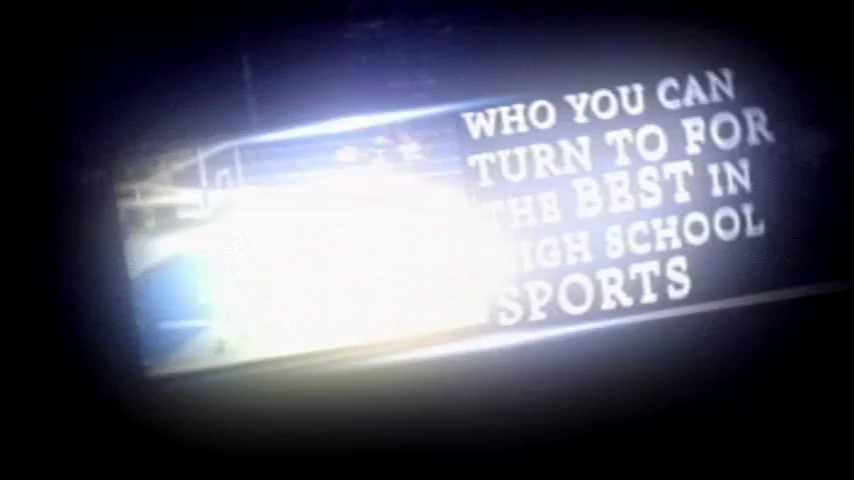 WHO YOU CAN
TURN TO FOR
THE BEST IN
HIGH SCHOOL
SPORTS